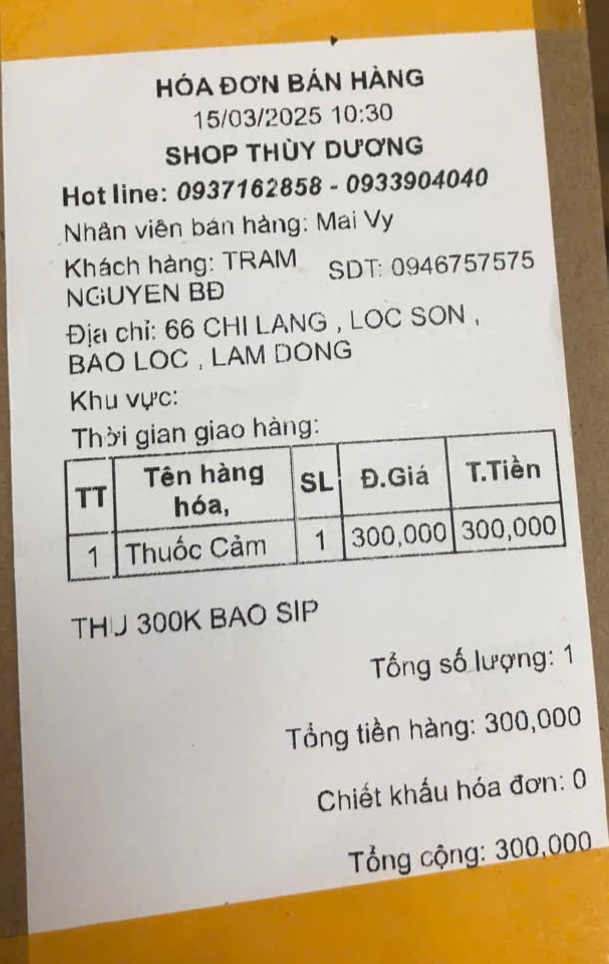 HÓA ĐƠN BÁN HÀNG
15/03/2025 10:30
SHOP THÙY DƯƠNG
Hot line: 0937162858 - 0933904040
Nhân viên bán hàng: Mai Vy
Khách hàng: TRAM NGUYEN BĐ
SDT: 0946757575
Địa chỉ: 66 CHI LANG , LOC SON ,
BAO LOC , LAM DONG
Khu vực:
Thời gian giao hàng:
TT Tên hàng hóa, SL Đ.Giá T.Tiền
1 Thuốc Cảm 1 300,000 300,000
THU 300K BAO SIP
Tổng số lượng: 1
Tổng tiền hàng: 300,000
Chiết khấu hóa đơn: 0
Tổng cộng: 300,000